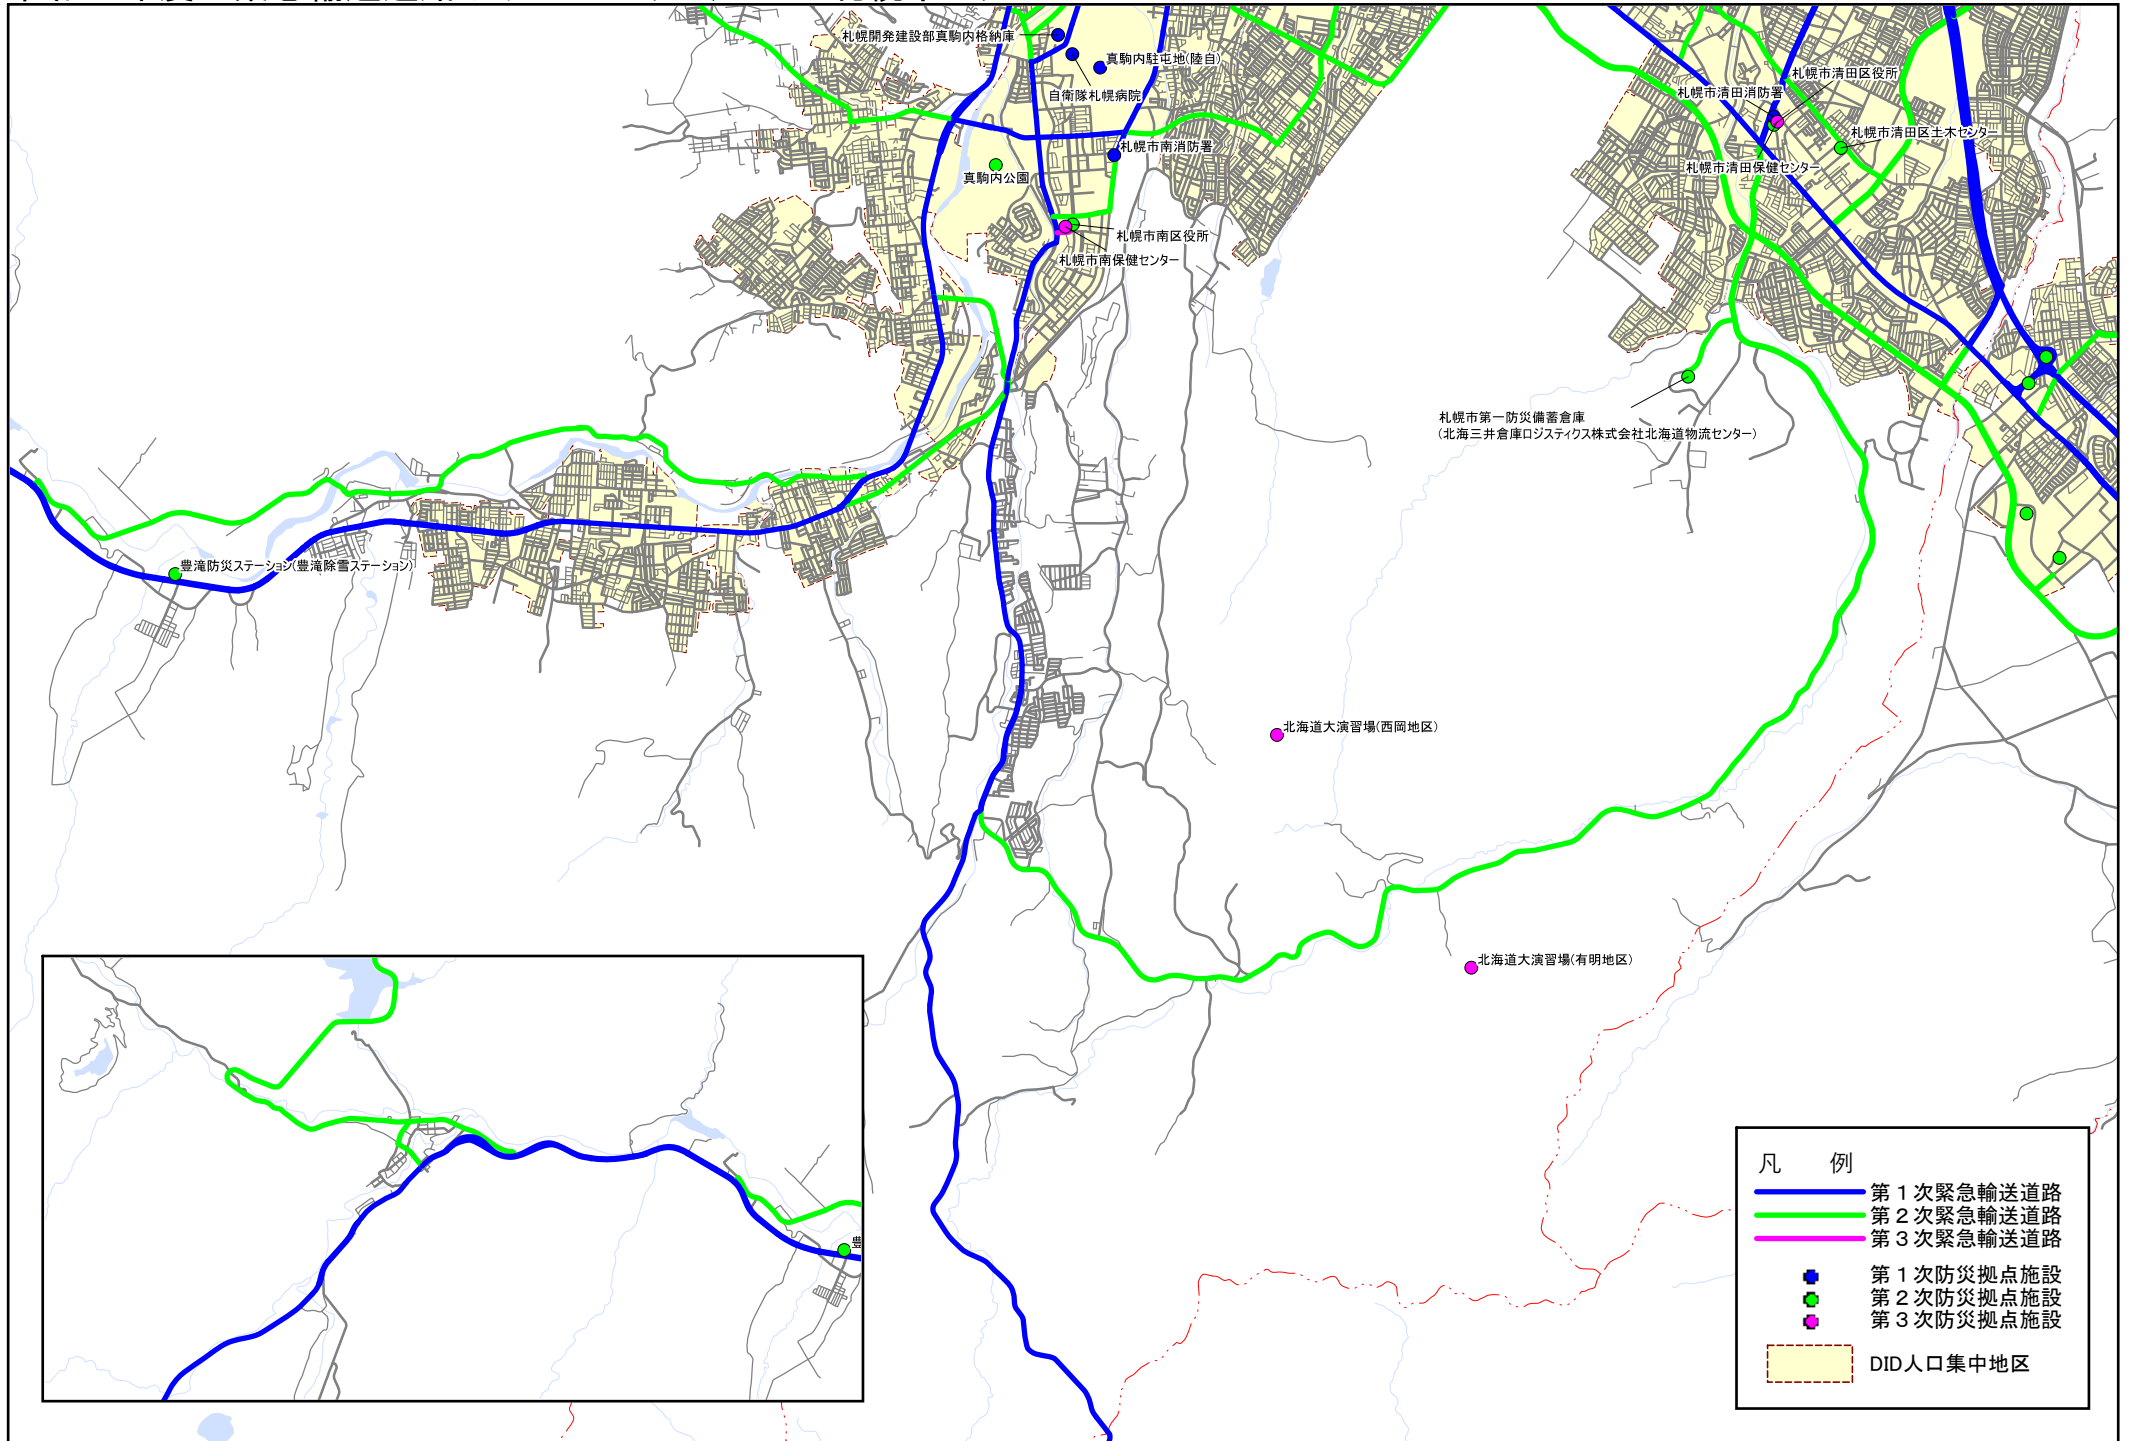 札幌開発建設部真駒内格納庫
真駒内駐屯地(陸自)
自衛隊札幌病院
札幌市南消防署
真駒内公園
札幌市南区役所
札幌市南保健センター
札幌市清田区役所
札幌市清田消防署
札幌市清田区土木センター
札幌市清田保健センター
札幌市第一防災備蓄倉庫
(北海三井倉庫ロジスティクス株式会社北海道物流センター)
豊滝防災ステーション(豊滝除雪ステーション)
北海道大演習場(西岡地区)
北海道大演習場(有明地区)
凡 例
第1次緊急輸送道路
第2次緊急輸送道路
第3次緊急輸送道路
第1次防災拠点施設
第2次防災拠点施設
第3次防災拠点施設
DID人口集中地区